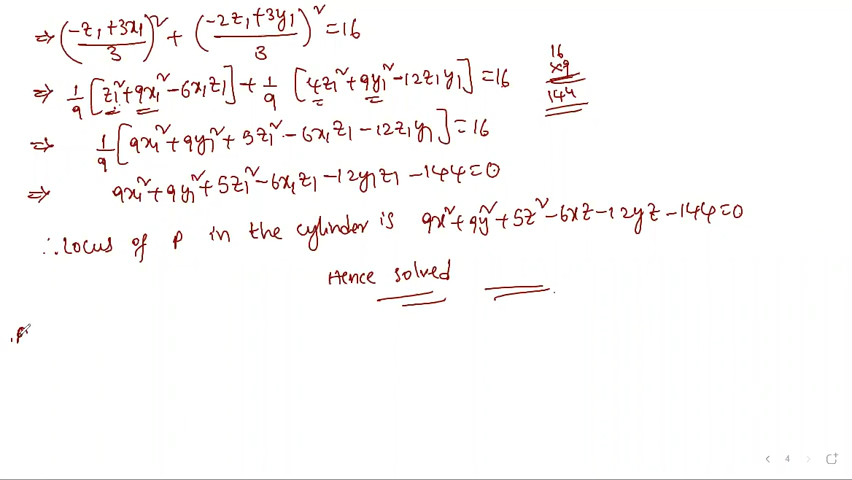 ⇒ ((-z₁+3x₁)/3)² + ((-2z₁+3y₁)/3)² = 16
⇒ 1/9 [z₁²+9x₁²-6x₁z₁] + 1/9 [4z₁²+9y₁²-12z₁y₁] = 16
16
×9
144
⇒ 1/9 [9x₁²+9y₁²+5z₁²-6x₁z₁-12z₁y₁] = 16
⇒ 9x₁²+9y₁²+5z₁²-6x₁z₁-12y₁z₁-144=0
∴ Locus of P in the cylinder is 9x²+9y²+5z²-6xz-12yz-144=0
Hence solved
4